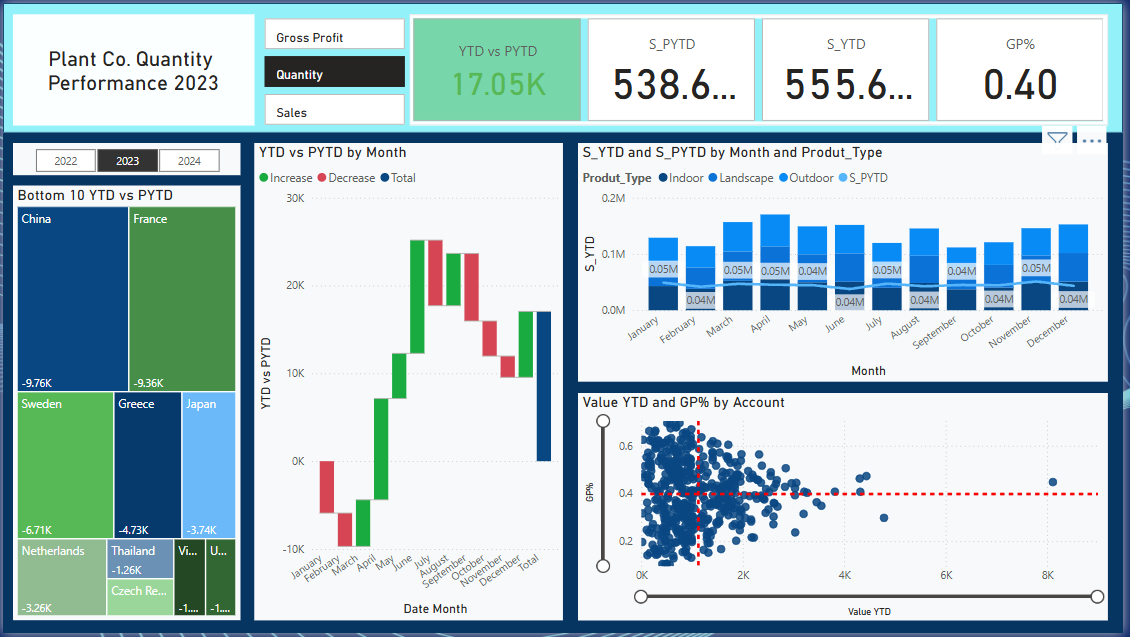 Plant Co. Quantity
Performance 2023
Gross Profit
Quantity
Sales
YTD vs PYTD
17.05K
S_PYTD
538.6...
S_YTD
555.6...
GP%
0.40
2022
2023
2024
Bottom 10 YTD vs PYTD
China
-9.76K
France
-9.36K
Sweden
-6.71K
Greece
-4.73K
Japan
-3.74K
Netherlands
-3.26K
Thailand
-1.26K
Czech Re...
Vi...
-1....
U...
-1....
YTD vs PYTD by Month
Increase Decrease Total
YTD vs PYTD
30K
20K
10K
0K
-10K
January
February
March
April
May
June
July
August
September
October
November
December
Total
Date Month
S_YTD and S_PYTD by Month and Produt_Type
Produt_Type Indoor Landscape Outdoor S_PYTD
S_YTD
0.2M
0.1M
0.0M
0.05M
0.04M
0.05M
0.05M
0.04M
0.04M
0.05M
0.04M
0.04M
0.04M
0.05M
0.04M
January
February
March
April
May
June
July
August
September
October
November
December
Month
Value YTD and GP% by Account
GP%
0.6
0.4
0.2
0K
2K
4K
6K
8K
Value YTD